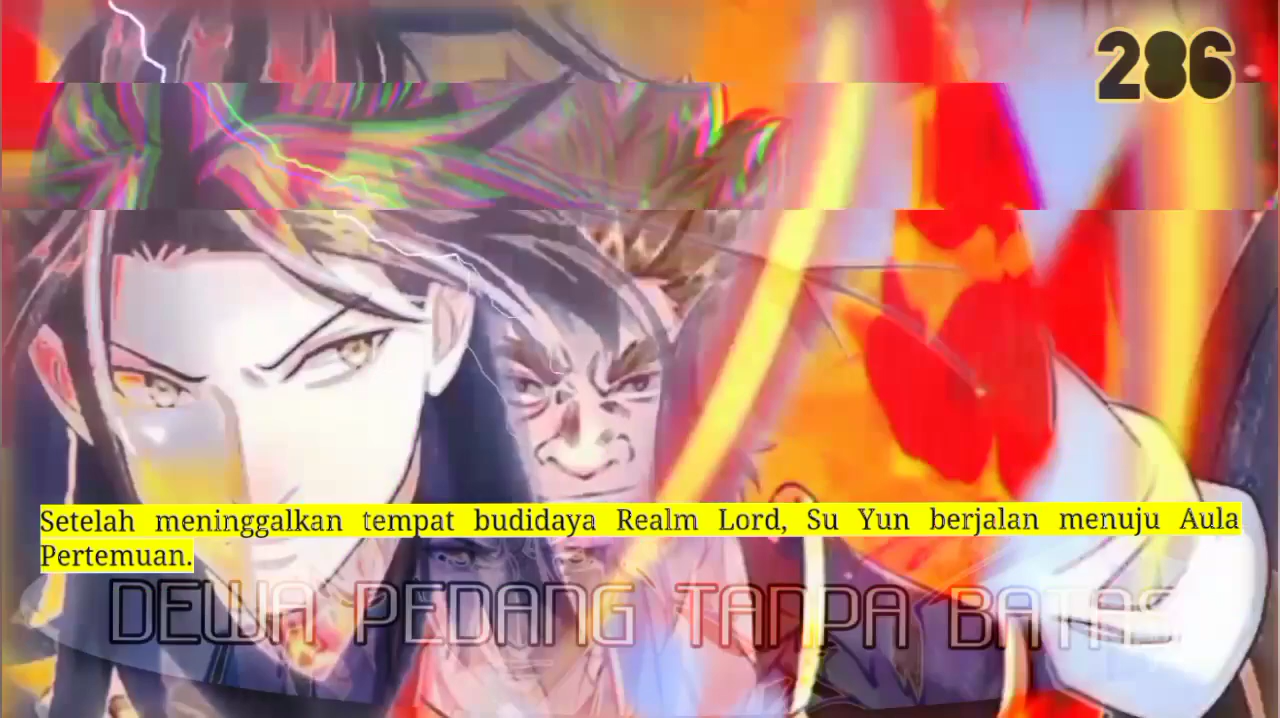 286
Setelah meninggalkan tempat budidaya Realm Lord, Su Yun berjalan menuju Aula
Pertemuan.
DEWA PEDANG TANPA BATAS